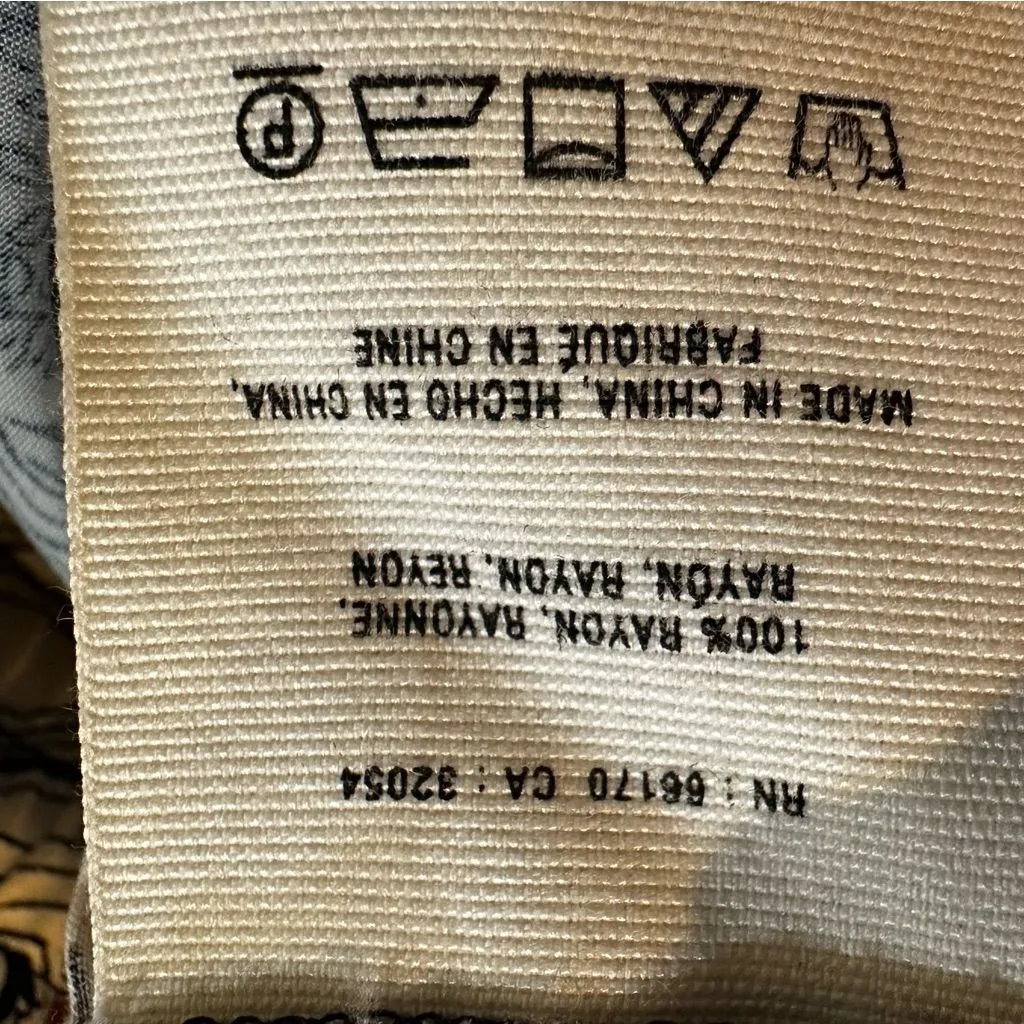 RN : 66170 CA : 32054
100% RAYON, RAYON, RAYONNE,
RAYÓN, RAYON, REYON
MADE IN CHINA, HECHO EN CHINA,
FABRIQUÉ EN CHINE
P